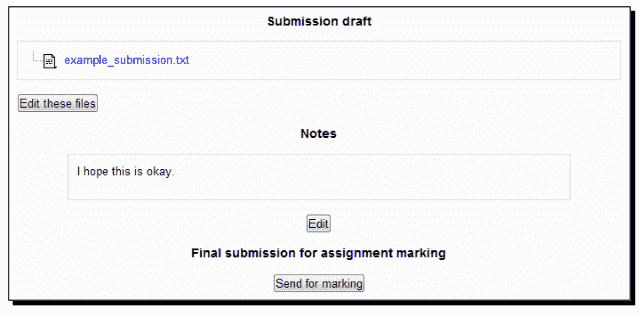 Submission draft
example_submission.txt
Edit these files
Notes
I hope this is okay.
Edit
Final submission for assignment marking
Send for marking